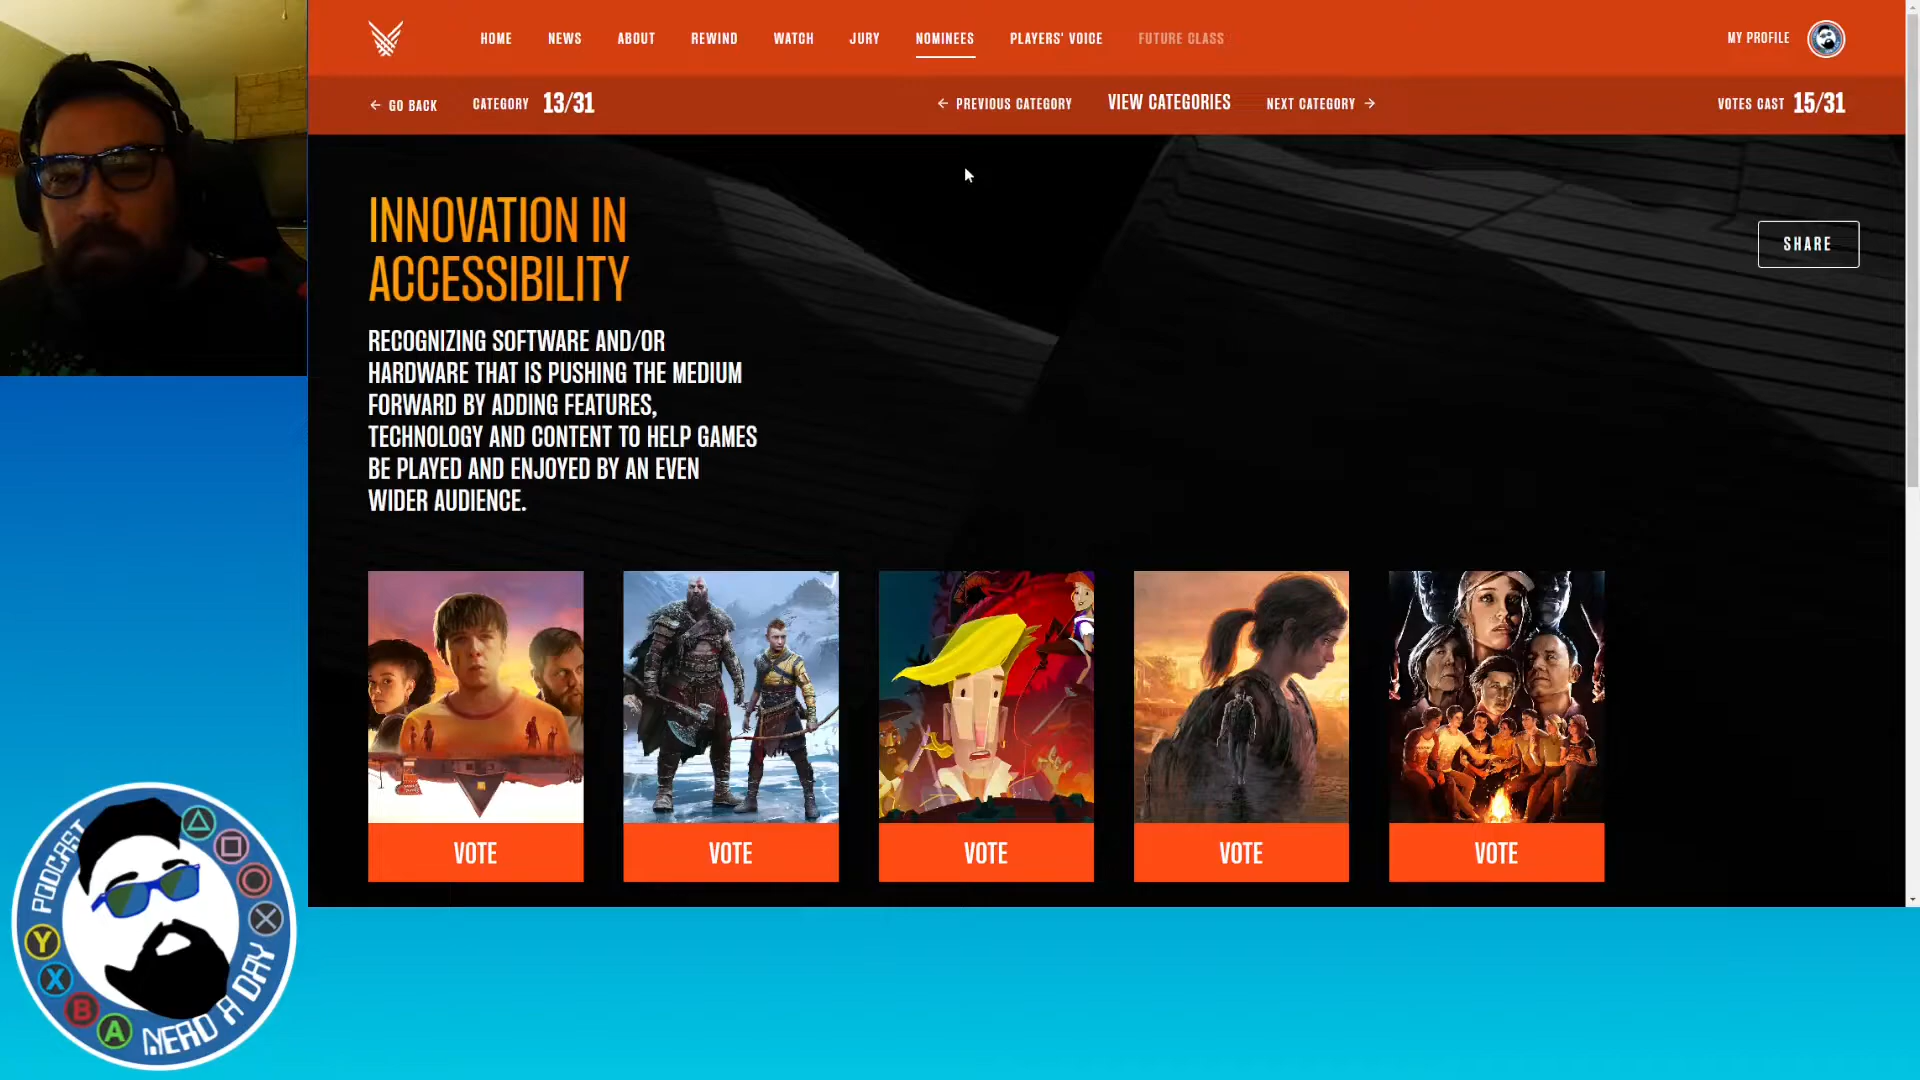 HOME NEWS ABOUT REWIND WATCH JURY NOMINEES PLAYERS' VOICE FUTURE CLASS MY PROFILE
← GO BACK CATEGORY 13/31 ← PREVIOUS CATEGORY VIEW CATEGORIES NEXT CATEGORY → VOTES CAST 15/31
INNOVATION IN
ACCESSIBILITY
SHARE
RECOGNIZING SOFTWARE AND/OR
HARDWARE THAT IS PUSHING THE MEDIUM
FORWARD BY ADDING FEATURES,
TECHNOLOGY AND CONTENT TO HELP GAMES
BE PLAYED AND ENJOYED BY AN EVEN
WIDER AUDIENCE.
VOTE VOTE VOTE VOTE VOTE
PODCAST
Y
X
B
A
NERD A DAY